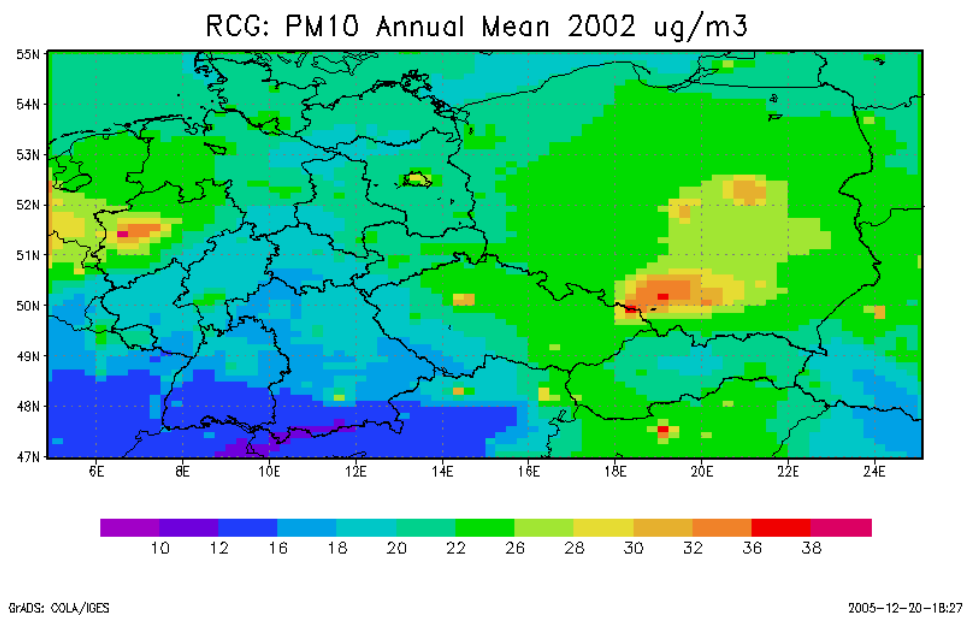 RCG: PM10 Annual Mean 2002 ug/m3
55N
54N
53N
52N
51N
50N
49N
48N
47N
6E 8E 10E 12E 14E 16E 18E 20E 22E 24E
10 12 16 18 20 22 26 28 30 32 36 38
GrADS: COLA/IGES 2005-12-20-18:27